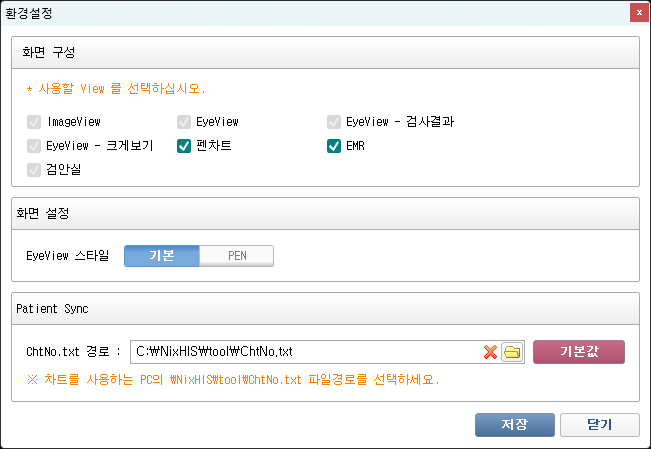 환경설정
화면 구성
* 사용할 View 를 선택하십시오.
ImageView EyeView EyeView - 검사결과
EyeView - 크게보기 펜차트 EMR
검안실
화면 설정
EyeView 스타일 기본 PEN
Patient Sync
ChtNo.txt 경로 : C:₩NixHIS₩tool₩ChtNo.txt 기본값
※ 차트를 사용하는 PC의 ₩NixHIS₩tool₩ChtNo.txt 파일경로를 선택하세요.
저장 닫기